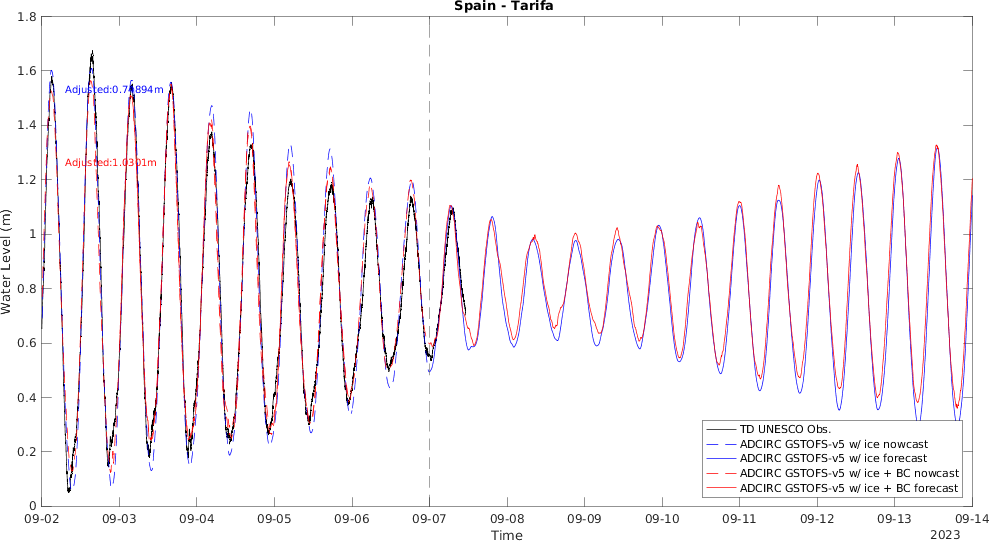 Spain - Tarifa
1.8
1.6
1.4
1.2
1
0.8
0.6
0.4
0.2
0
Water Level (m)
Adjusted:0.74894m
Adjusted:1.0301m
TD UNESCO Obs.
ADCIRC GSTOFS-v5 w/ ice nowcast
ADCIRC GSTOFS-v5 w/ ice forecast
ADCIRC GSTOFS-v5 w/ ice + BC nowcast
ADCIRC GSTOFS-v5 w/ ice + BC forecast
09-02 09-03 09-04 09-05 09-06 09-07 09-08 09-09 09-10 09-11 09-12 09-13 09-14
Time 2023